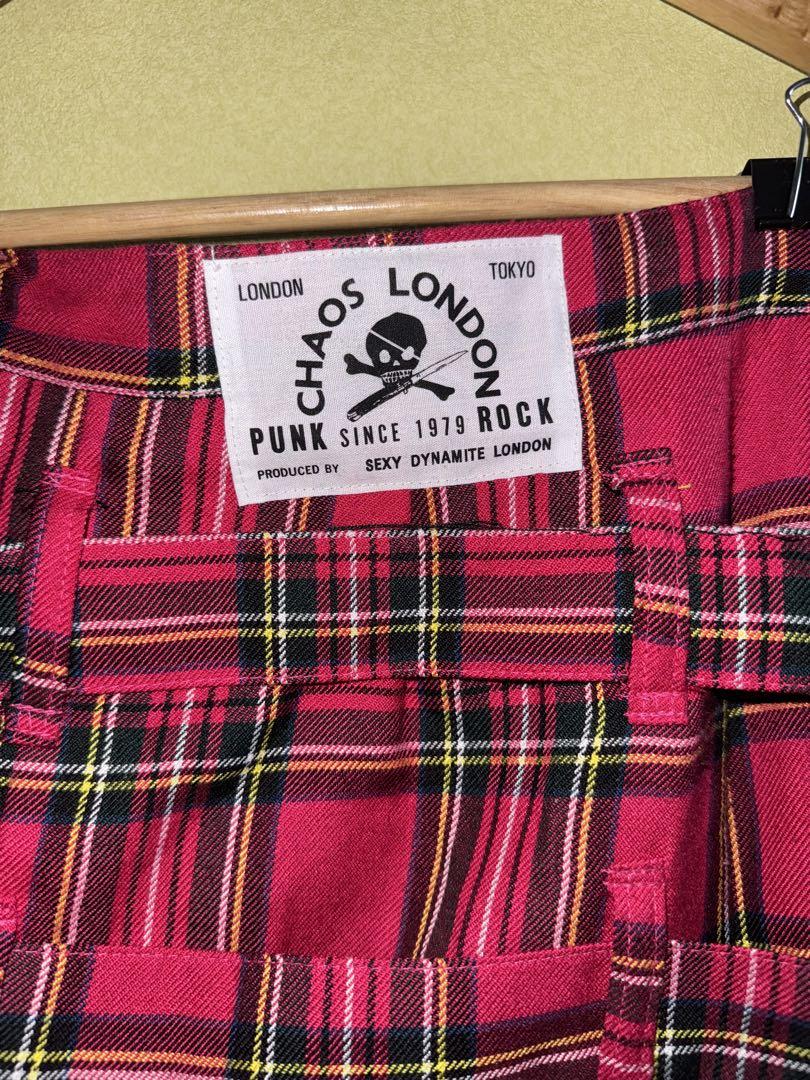 LONDON TOKYO
CHAOS LONDON
PUNK SINCE 1979 ROCK
PRODUCED BY SEXY DYNAMITE LONDON